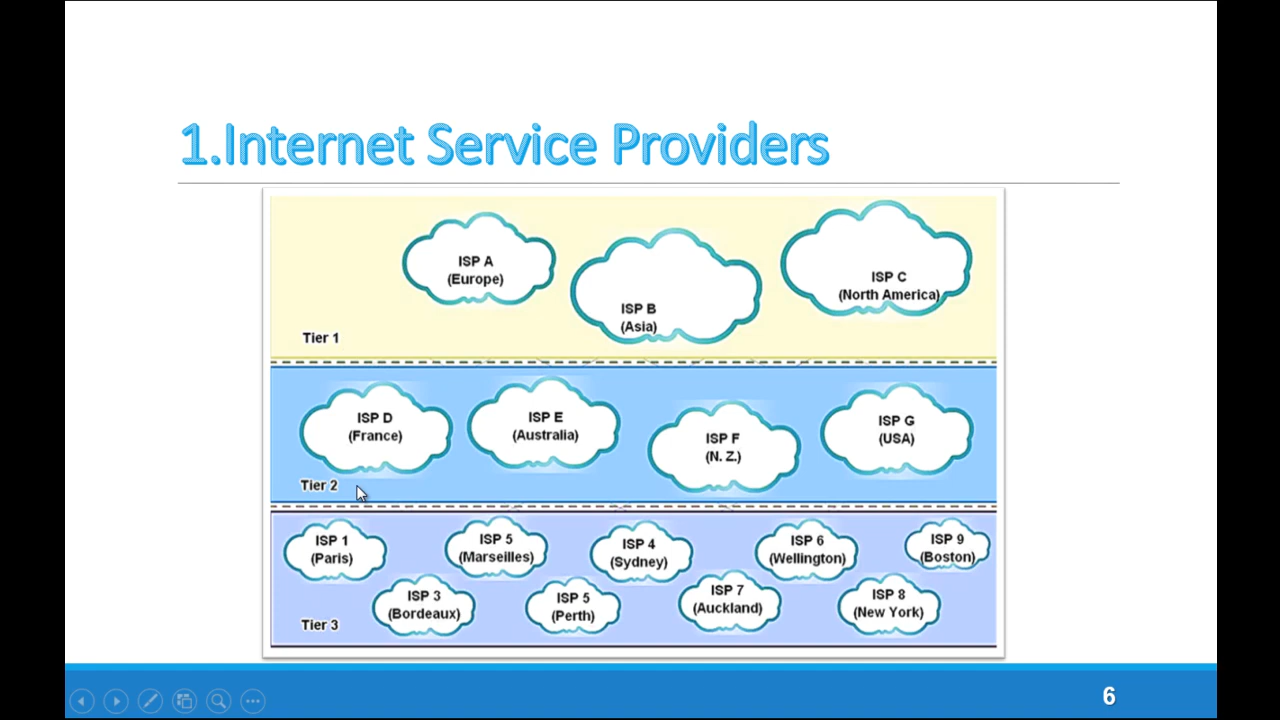 1.Internet Service Providers
ISP A
(Europe)
ISP B
(Asia)
ISP C
(North America)
Tier 1
ISP D
(France)
ISP E
(Australia)
ISP F
(N. Z.)
ISP G
(USA)
Tier 2
ISP 1
(Paris)
ISP 5
(Marseilles)
ISP 4
(Sydney)
ISP 6
(Wellington)
ISP 9
(Boston)
ISP 3
(Bordeaux)
ISP 5
(Perth)
ISP 7
(Auckland)
ISP 8
(New York)
Tier 3
6